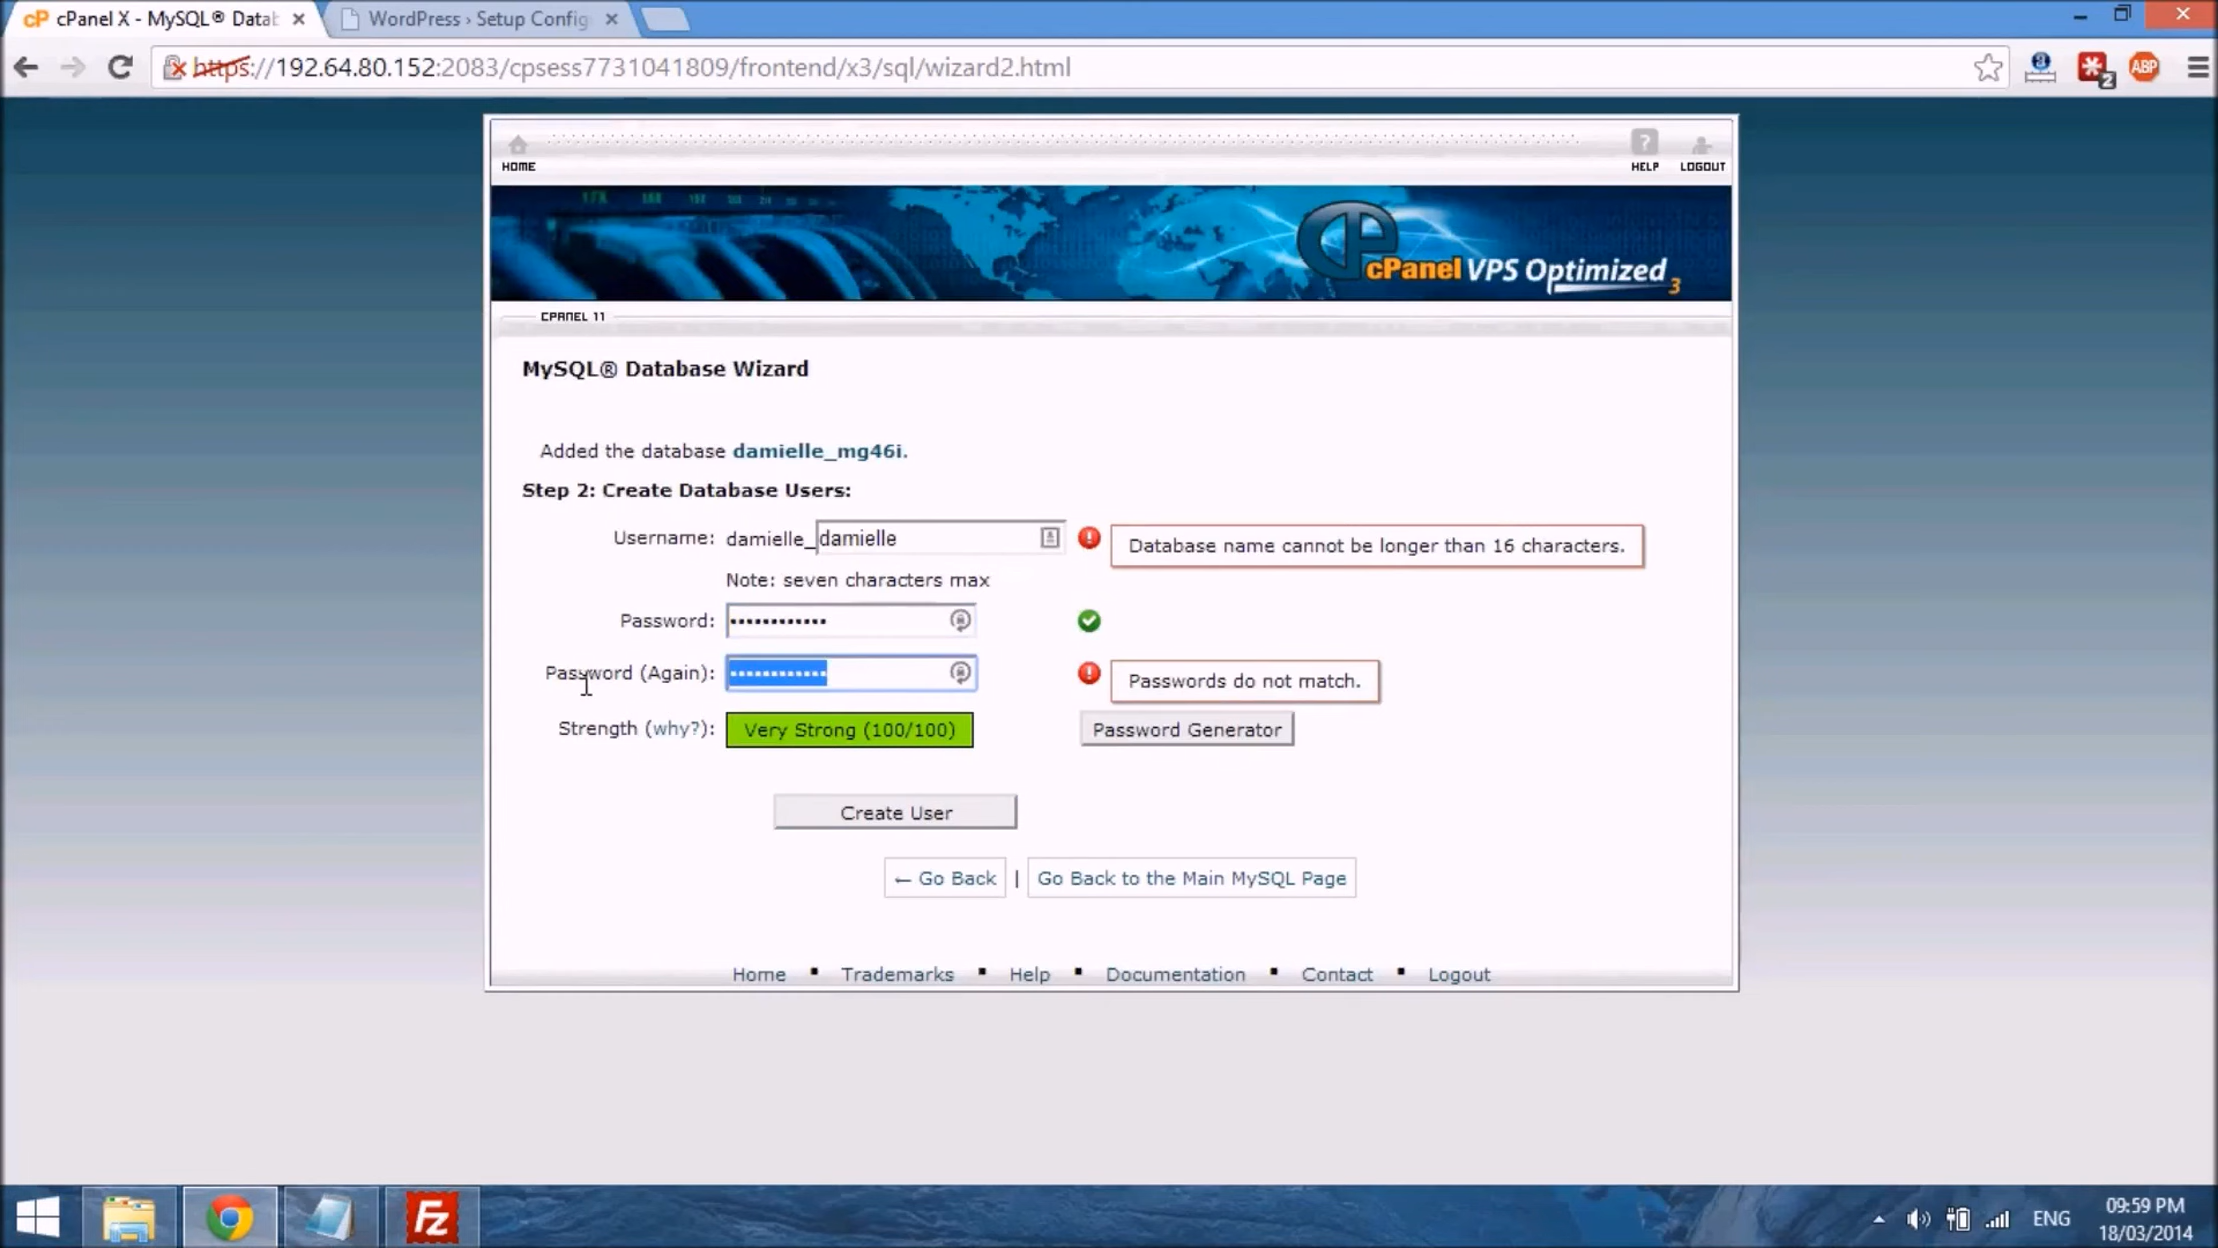 cPanel X - MySQL® Datab
WordPress › Setup Config
https://192.64.80.152:2083/cpsess7731041809/frontend/x3/sql/wizard2.html
2
ABP
HOME
HELP
LOGOUT
cPanel VPS Optimized 3
CPANEL 11
MySQL® Database Wizard
Added the database damielle_mg46i.
Step 2: Create Database Users:
Username: damielle_damielle
Database name cannot be longer than 16 characters.
Note: seven characters max
Password: ••••••••••••
Password (Again): ••••••••••••
Passwords do not match.
Strength (why?): Very Strong (100/100)
Password Generator
Create User
← Go Back | Go Back to the Main MySQL Page
Home ▪ Trademarks ▪ Help ▪ Documentation ▪ Contact ▪ Logout
Fz
ENG
09:59 PM
18/03/2014